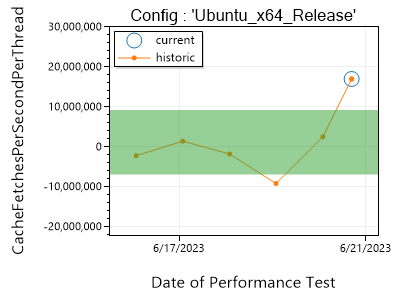 Config : 'Ubuntu_x64_Release'
CacheFetchesPerSecondPerThread
30,000,000
20,000,000
10,000,000
0
-10,000,000
-20,000,000
current
historic
6/17/2023
6/21/2023
Date of Performance Test